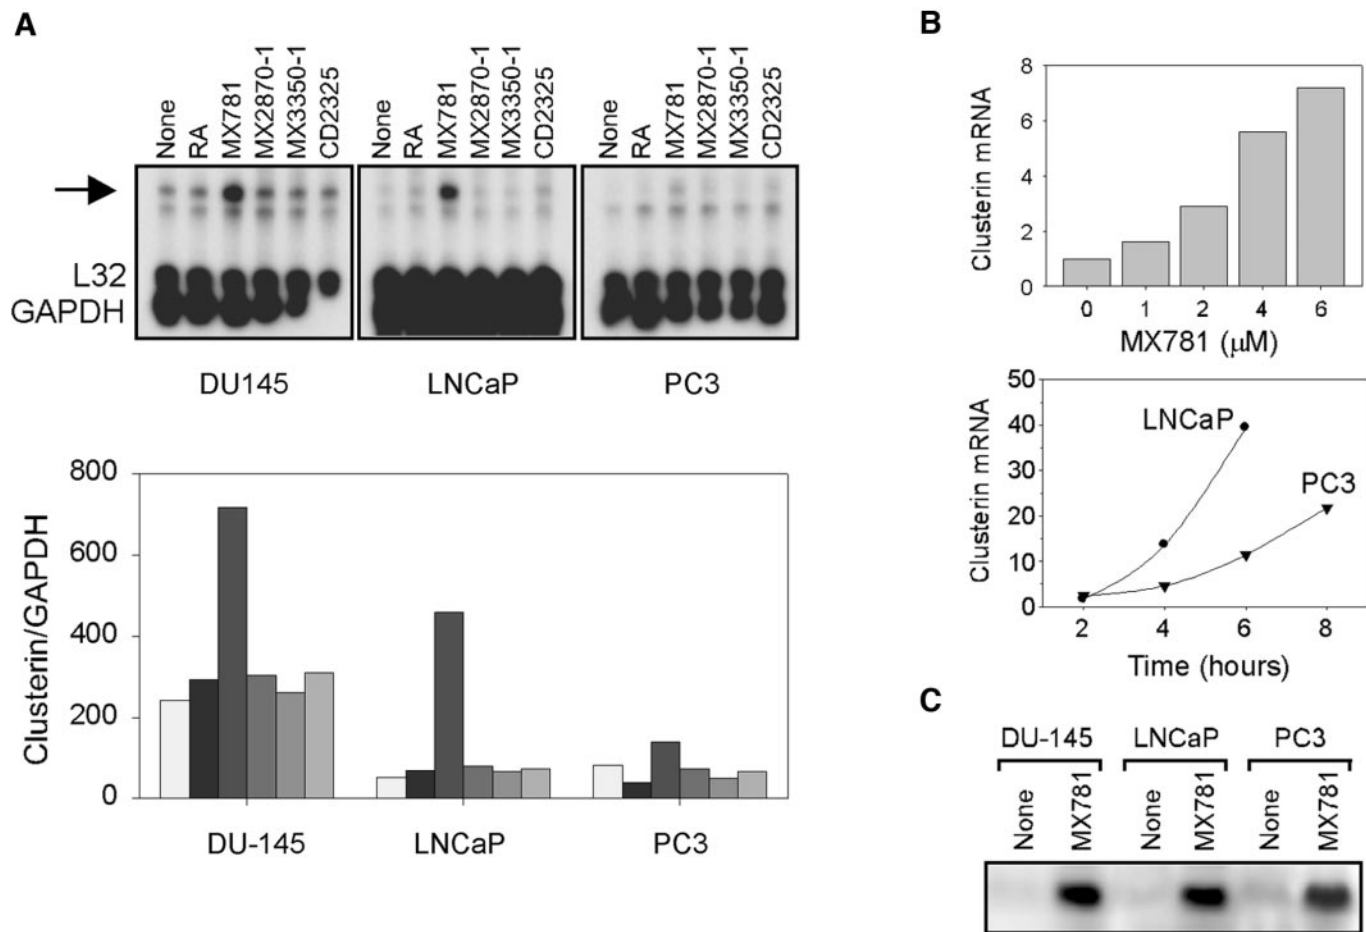 A
None RA MX781 MX2870-1 MX3350-1 CD2325
None RA MX781 MX2870-1 MX3350-1 CD2325
None RA MX781 MX2870-1 MX3350-1 CD2325
L32
GAPDH
DU145 LNCaP PC3
Clusterin/GAPDH
800
600
400
200
0
DU-145 LNCaP PC3
B
Clusterin mRNA
8
6
4
2
0
0 1 2 4 6
MX781 (μM)
Clusterin mRNA
50
40
30
20
10
0
LNCaP
PC3
2 4 6 8
Time (hours)
C
DU-145 LNCaP PC3
None MX781 None MX781 None MX781